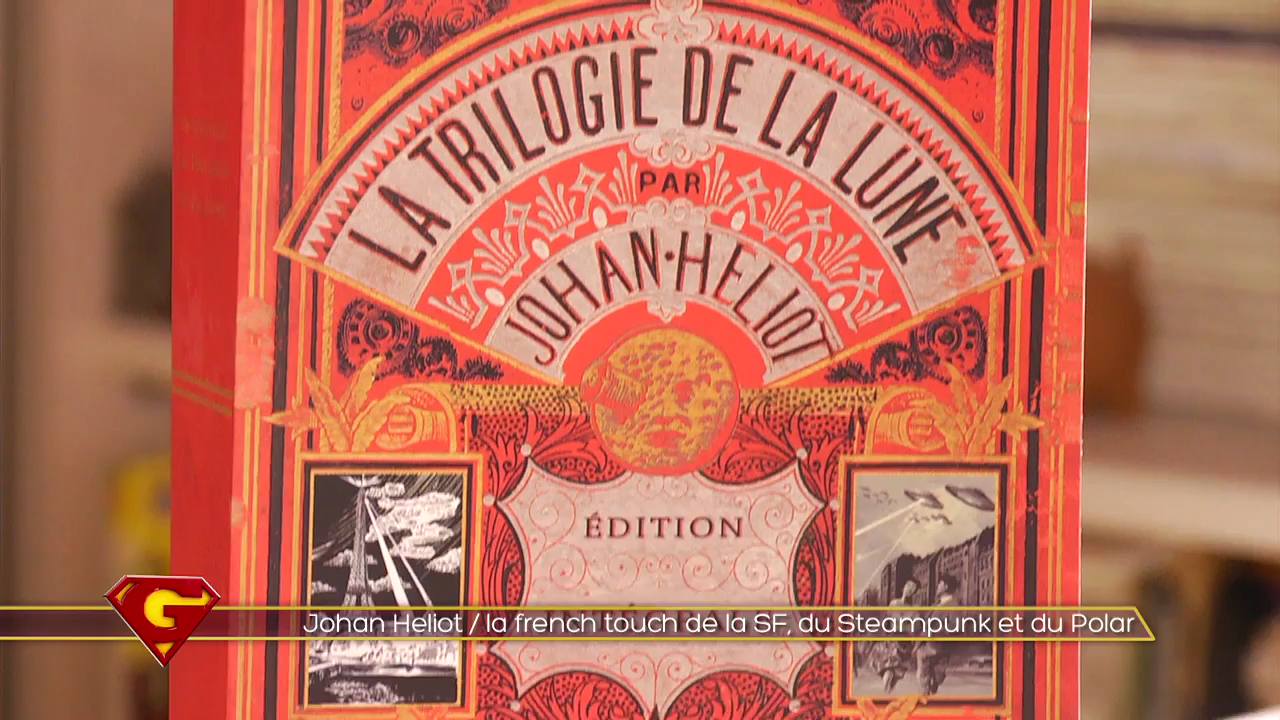 LA TRILOGIE DE LA LUNE
PAR
JOHAN·HELIOT
ÉDITION
G
Johan Heliot / la french touch de la SF, du Steampunk et du Polar